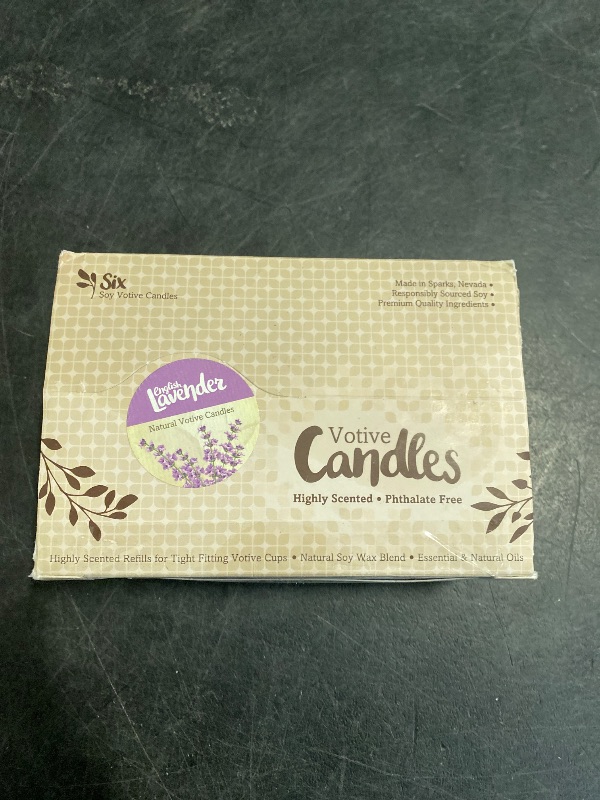 Six
Soy Votive Candles
Made in Sparks, Nevada •
Responsibly Sourced Soy •
Premium Quality Ingredients •
English
Lavender
Natural Votive Candles
Votive
Candles
Highly Scented • Phthalate Free
Highly Scented Refills for Tight Fitting Votive Cups • Natural Soy Wax Blend • Essential & Natural Oils